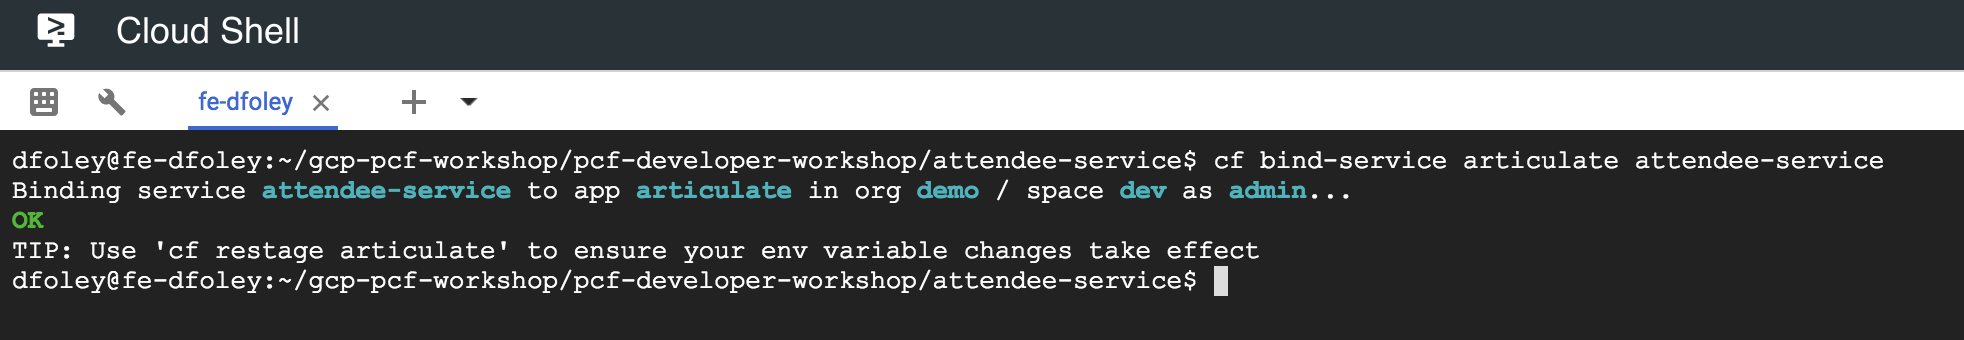 Cloud Shell
fe-dfoley
dfoley@fe-dfoley:~/gcp-pcf-workshop/pcf-developer-workshop/attendee-service$ cf bind-service articulate attendee-service
Binding service attendee-service to app articulate in org demo / space dev as admin...
OK
TIP: Use 'cf restage articulate' to ensure your env variable changes take effect
dfoley@fe-dfoley:~/gcp-pcf-workshop/pcf-developer-workshop/attendee-service$